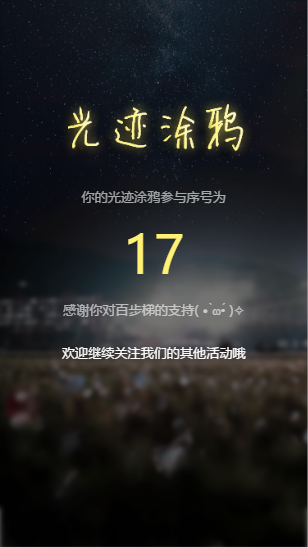 光迹涂鸦
你的光迹涂鸦参与序号为
17
感谢你对百步梯的支持( •̀ ω•́ )✧
欢迎继续关注我们的其他活动哦